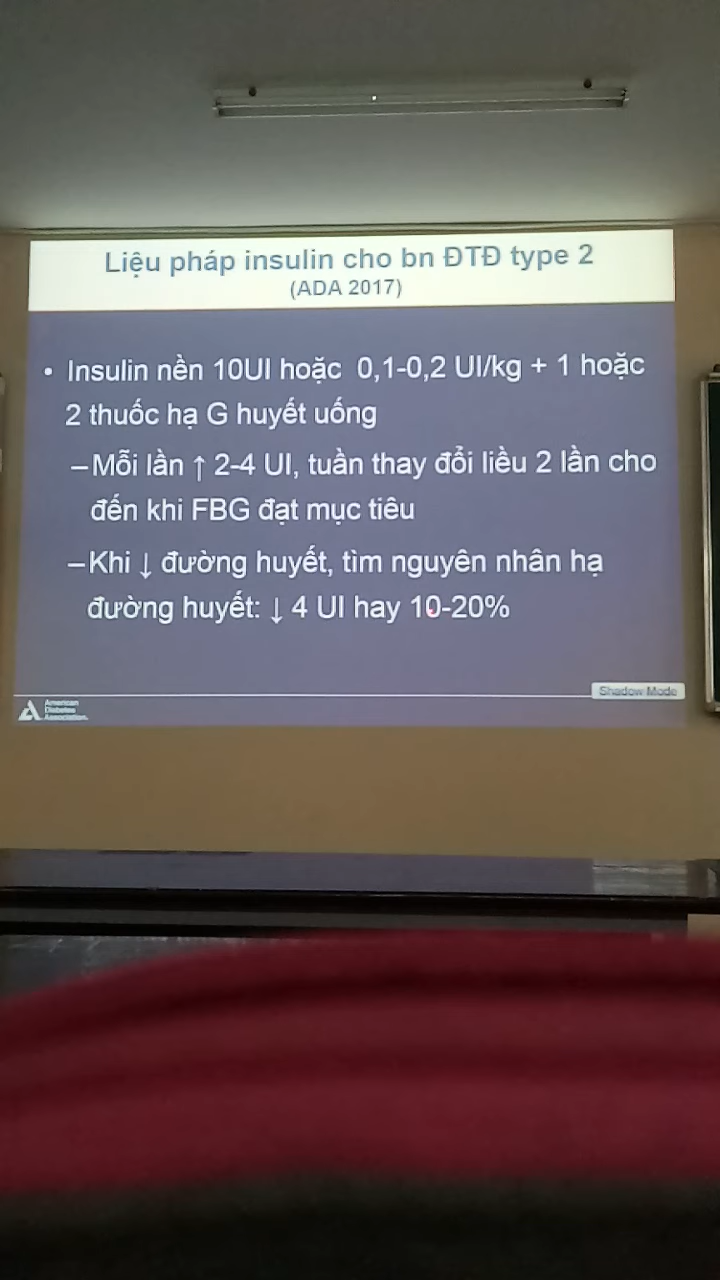 Liệu pháp insulin cho bn ĐTĐ type 2
(ADA 2017)
• Insulin nền 10UI hoặc 0,1-0,2 UI/kg + 1 hoặc
2 thuốc hạ G huyết uống
–Mỗi lần ↑ 2-4 UI, tuần thay đổi liều 2 lần cho
đến khi FBG đạt mục tiêu
–Khi ↓ đường huyết, tìm nguyên nhân hạ
đường huyết: ↓ 4 UI hay 10-20%
Shadow Mode
American
Diabetes
Association.